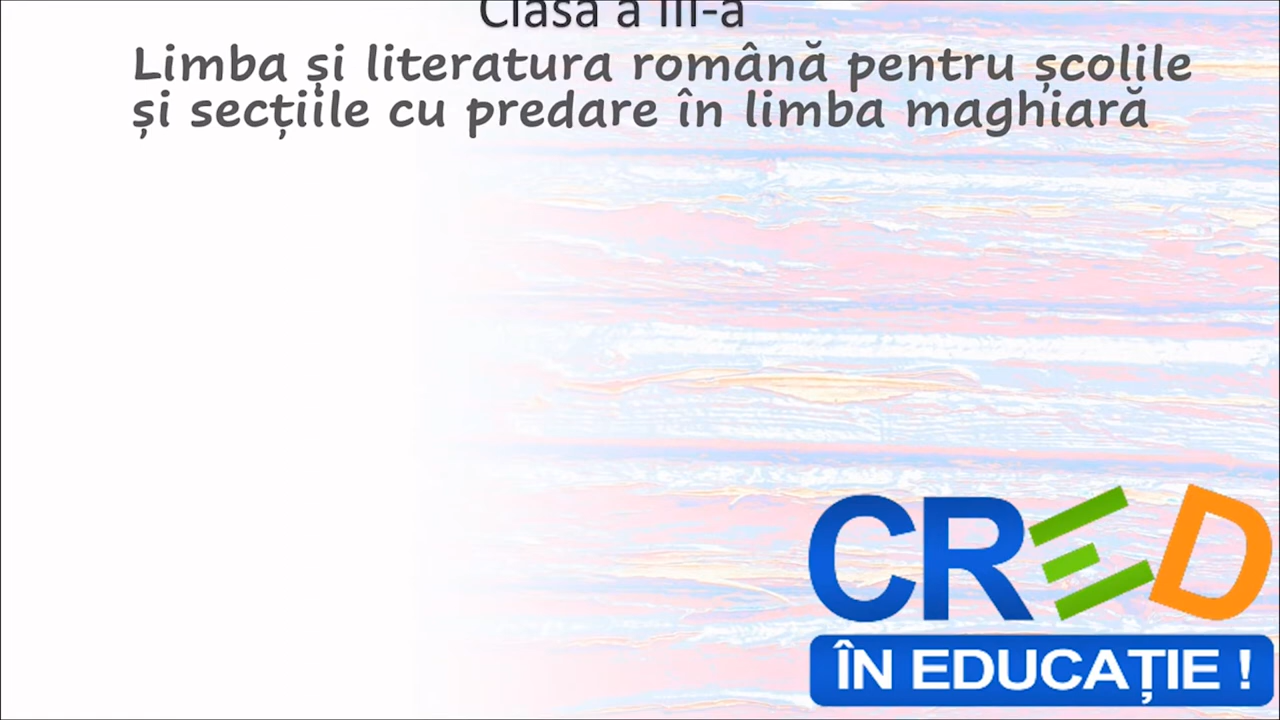 Clasa a III-a
Limba și literatura română pentru școlile
și secțiile cu predare în limba maghiară
CRED
ÎN EDUCAȚIE !